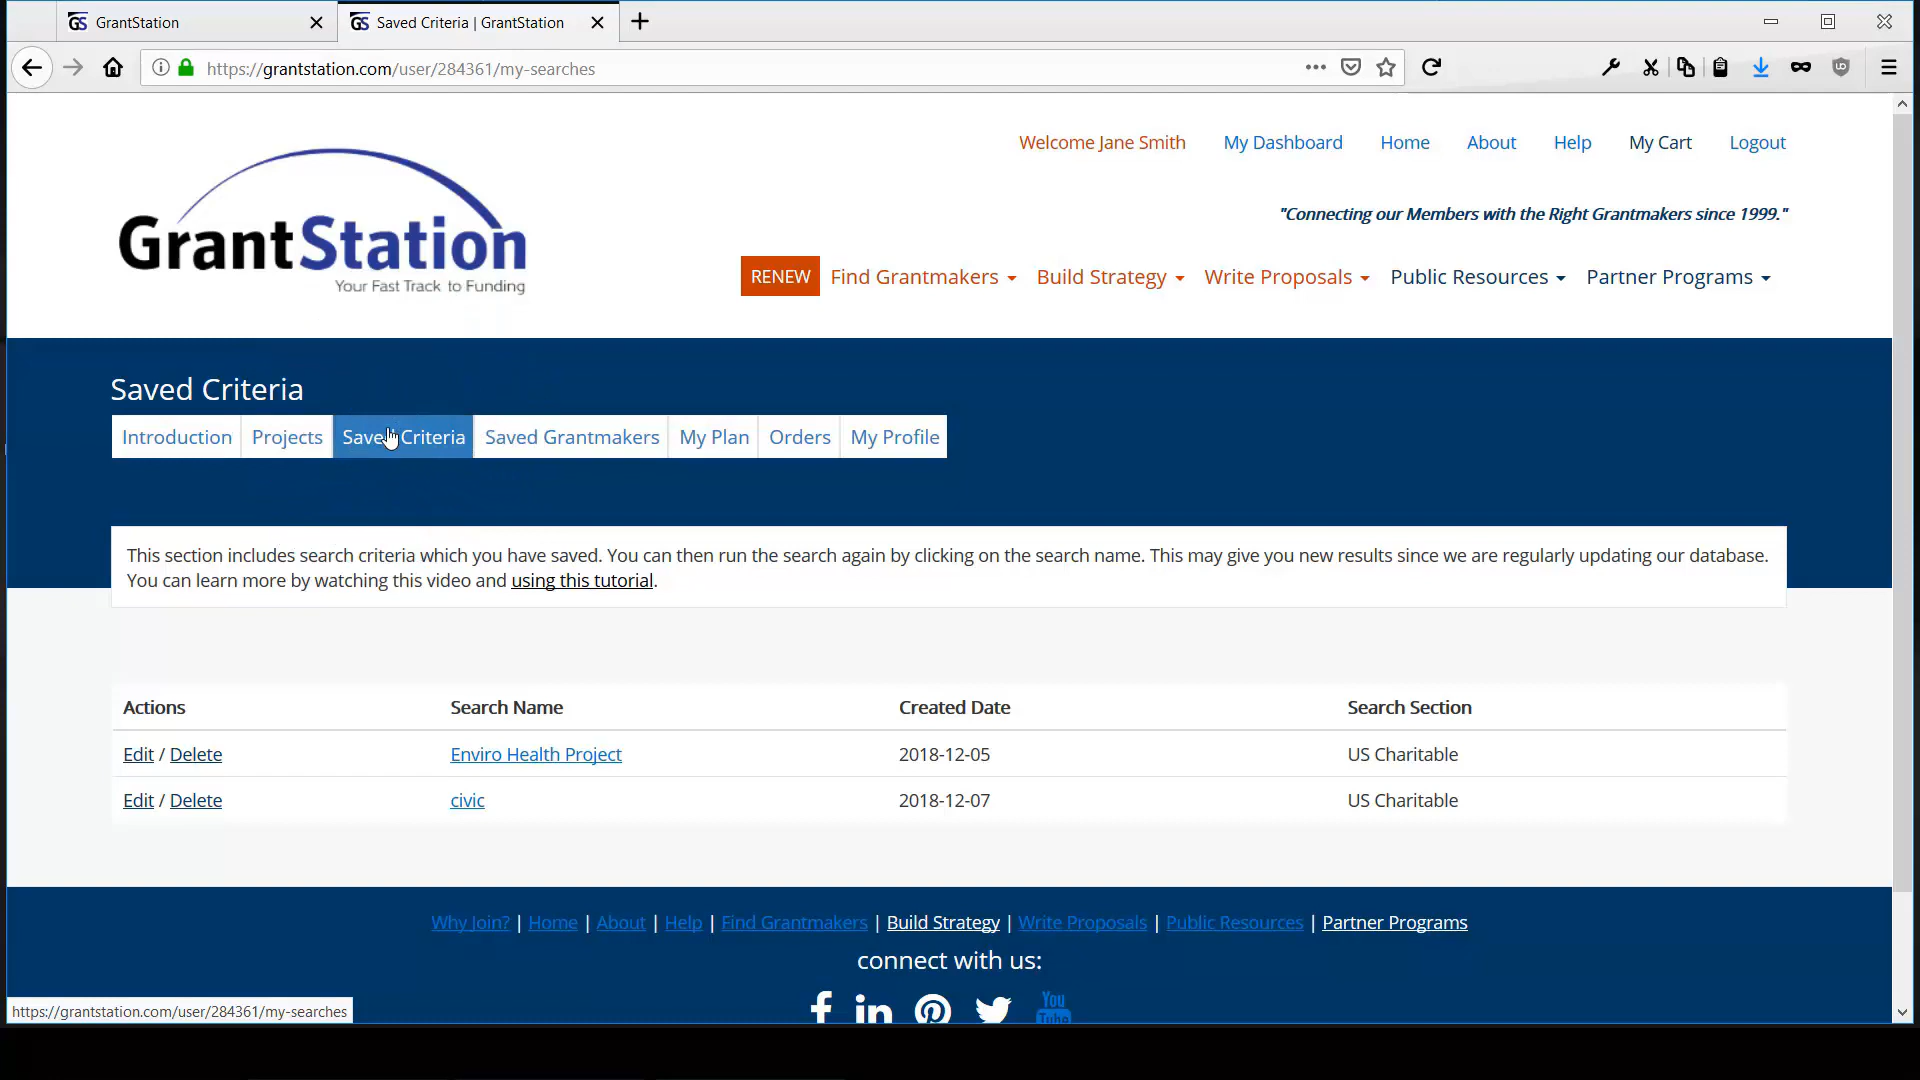 GrantStation
Saved Criteria | GrantStation
https://grantstation.com/user/284361/my-searches
Welcome Jane Smith My Dashboard Home About Help My Cart Logout
GrantStation
Your Fast Track to Funding
"Connecting our Members with the Right Grantmakers since 1999."
RENEW Find Grantmakers Build Strategy Write Proposals Public Resources Partner Programs
Saved Criteria
Introduction Projects Saved Criteria Saved Grantmakers My Plan Orders My Profile
This section includes search criteria which you have saved. You can then run the search again by clicking on the search name. This may give you new results since we are regularly updating our database.
You can learn more by watching this video and using this tutorial.
Actions Search Name Created Date Search Section
Edit / Delete Enviro Health Project 2018-12-05 US Charitable
Edit / Delete civic 2018-12-07 US Charitable
Why Join? | Home | About | Help | Find Grantmakers | Build Strategy | Write Proposals | Public Resources | Partner Programs
connect with us:
You
Tube
https://grantstation.com/user/284361/my-searches